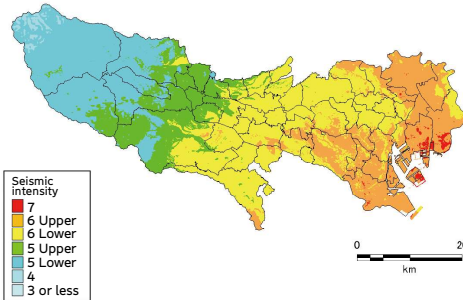 Seismic
intensity
7
6 Upper
6 Lower
5 Upper
5 Lower
4
3 or less
0
km